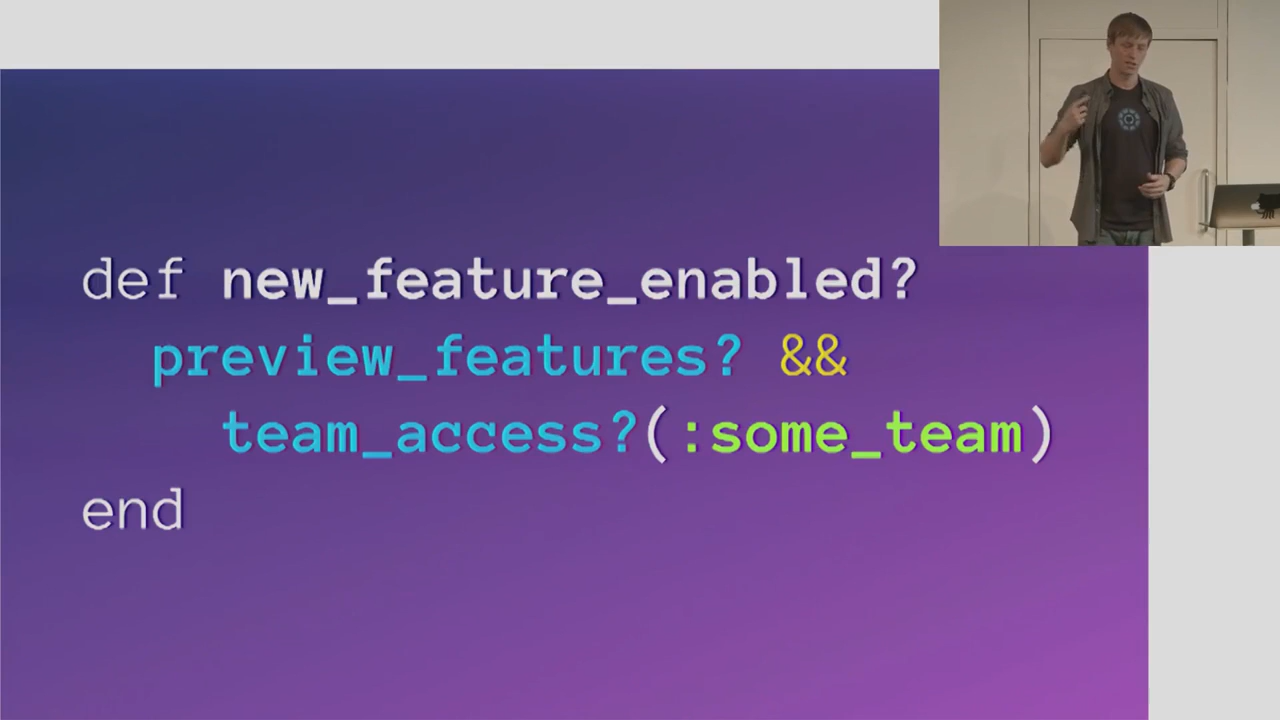 def new_feature_enabled?
preview_features? &&
team_access?(:some_team)
end